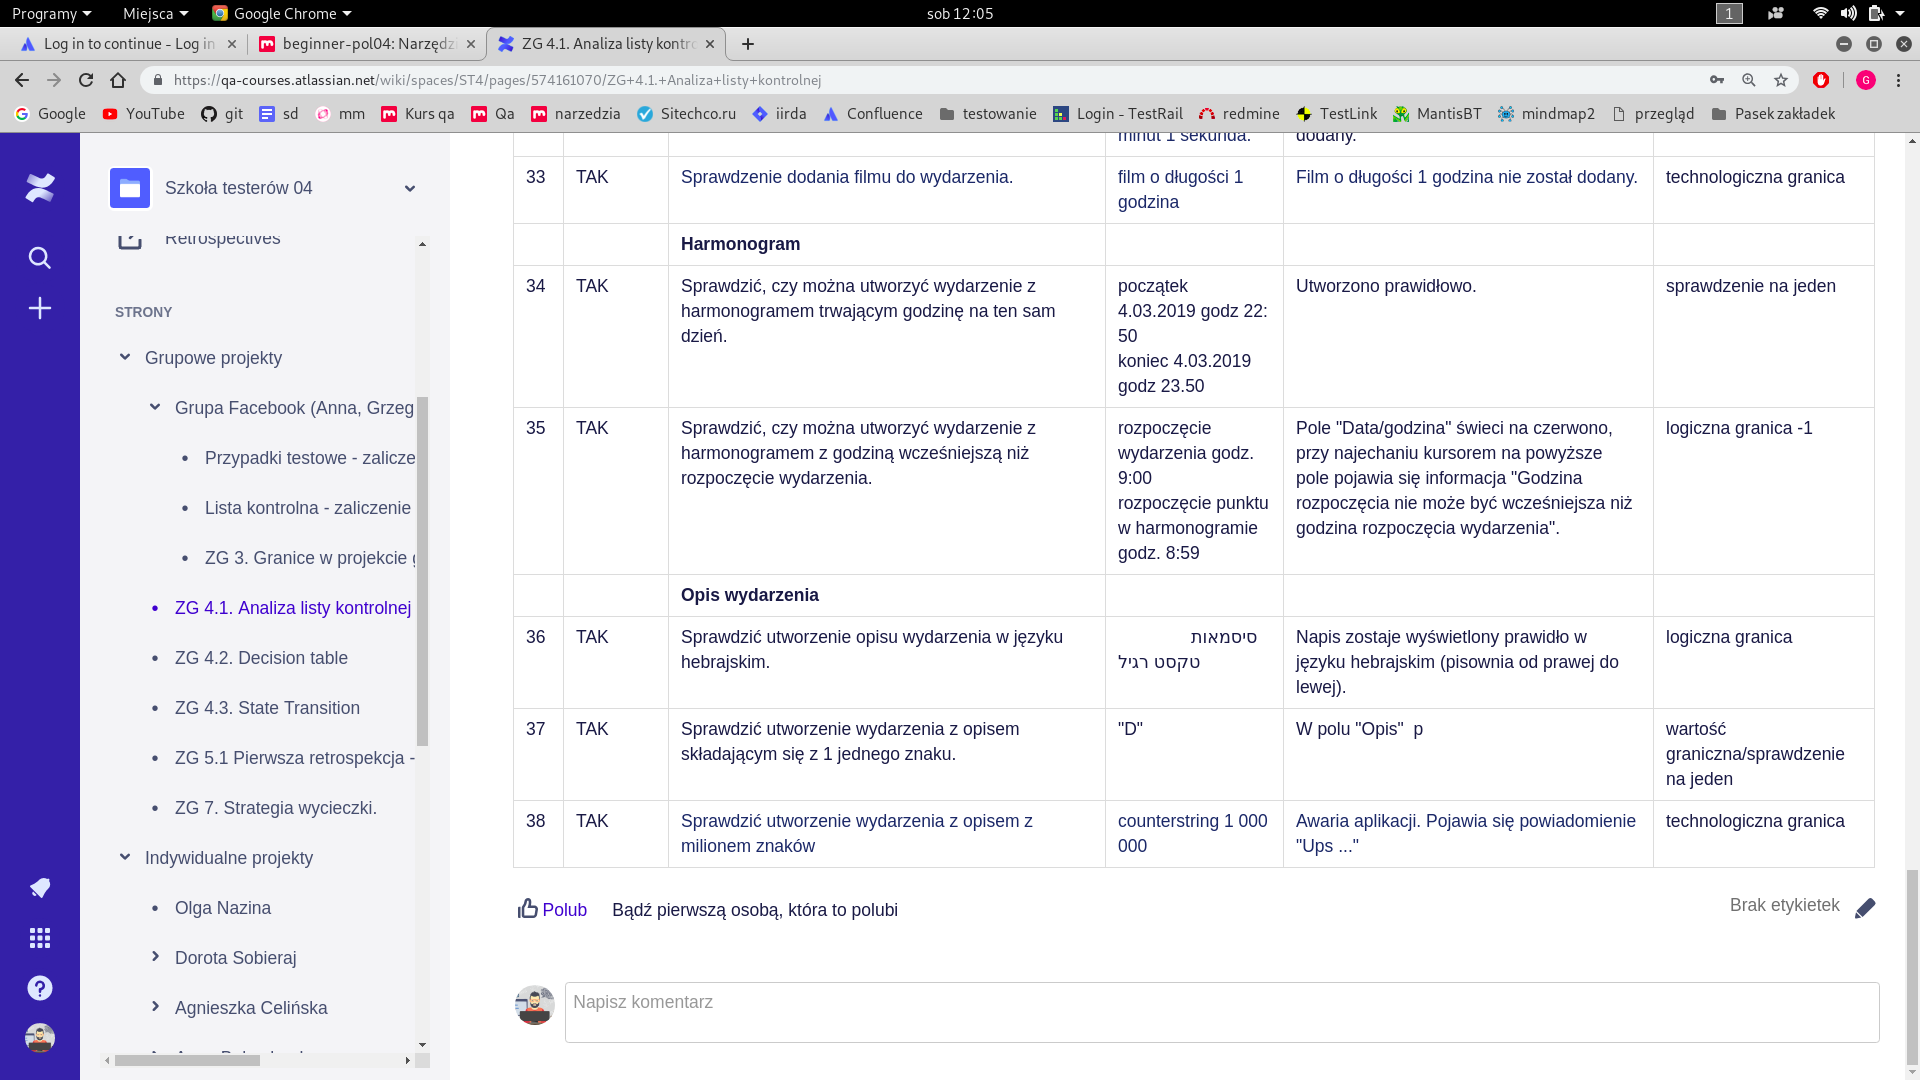 Programy Miejsca Google Chrome sob 12:05 1
Log in to continue - Log in beginner-pol04: Narzędzi ZG 4.1. Analiza listy kontro
https://qa-courses.atlassian.net/wiki/spaces/ST4/pages/574161070/ZG+4.1.+Analiza+listy+kontrolnej G
Google YouTube git sd mm Kurs qa Qa narzedzia Sitechco.ru iirda Confluence testowanie Login - TestRail redmine TestLink MantisBT mindmap2 przegląd Pasek zakładek
Szkoła testerów 04
Retrospectives
STRONY
Grupowe projekty
Grupa Facebook (Anna, Grzeg
Przypadki testowe - zalicze
Lista kontrolna - zaliczenie
ZG 3. Granice w projekcie g
ZG 4.1. Analiza listy kontrolnej
ZG 4.2. Decision table
ZG 4.3. State Transition
ZG 5.1 Pierwsza retrospekcja -
ZG 7. Strategia wycieczki.
Indywidualne projekty
Olga Nazina
Dorota Sobieraj
Agnieszka Celińska
minut 1 sekunda. dodany.
33 TAK Sprawdzenie dodania filmu do wydarzenia. film o długości 1 Film o długości 1 godzina nie został dodany. technologiczna granica
godzina
Harmonogram
34 TAK Sprawdzić, czy można utworzyć wydarzenie z początek Utworzono prawidłowo. sprawdzenie na jeden
harmonogramem trwającym godzinę na ten sam 4.03.2019 godz 22:
dzień. 50
koniec 4.03.2019
godz 23.50
35 TAK Sprawdzić, czy można utworzyć wydarzenie z rozpoczęcie Pole "Data/godzina" świeci na czerwono, logiczna granica -1
harmonogramem z godziną wcześniejszą niż wydarzenia godz. przy najechaniu kursorem na powyższe
rozpoczęcie wydarzenia. 9:00 pole pojawia się informacja "Godzina
rozpoczęcie punktu rozpoczęcia nie może być wcześniejsza niż
w harmonogramie godzina rozpoczęcia wydarzenia".
godz. 8:59
Opis wydarzenia
36 TAK Sprawdzić utworzenie opisu wydarzenia w języku סיסמאות Napis zostaje wyświetlony prawidło w logiczna granica
hebrajskim. טקסט רגיל języku hebrajskim (pisownia od prawej do
lewej).
37 TAK Sprawdzić utworzenie wydarzenia z opisem "D" W polu "Opis" p wartość
składającym się z 1 jednego znaku. graniczna/sprawdzenie
na jeden
38 TAK Sprawdzić utworzenie wydarzenia z opisem z counterstring 1 000 Awaria aplikacji. Pojawia się powiadomienie technologiczna granica
milionem znaków 000 "Ups ..."
Polub Bądź pierwszą osobą, która to polubi Brak etykietek
Napisz komentarz